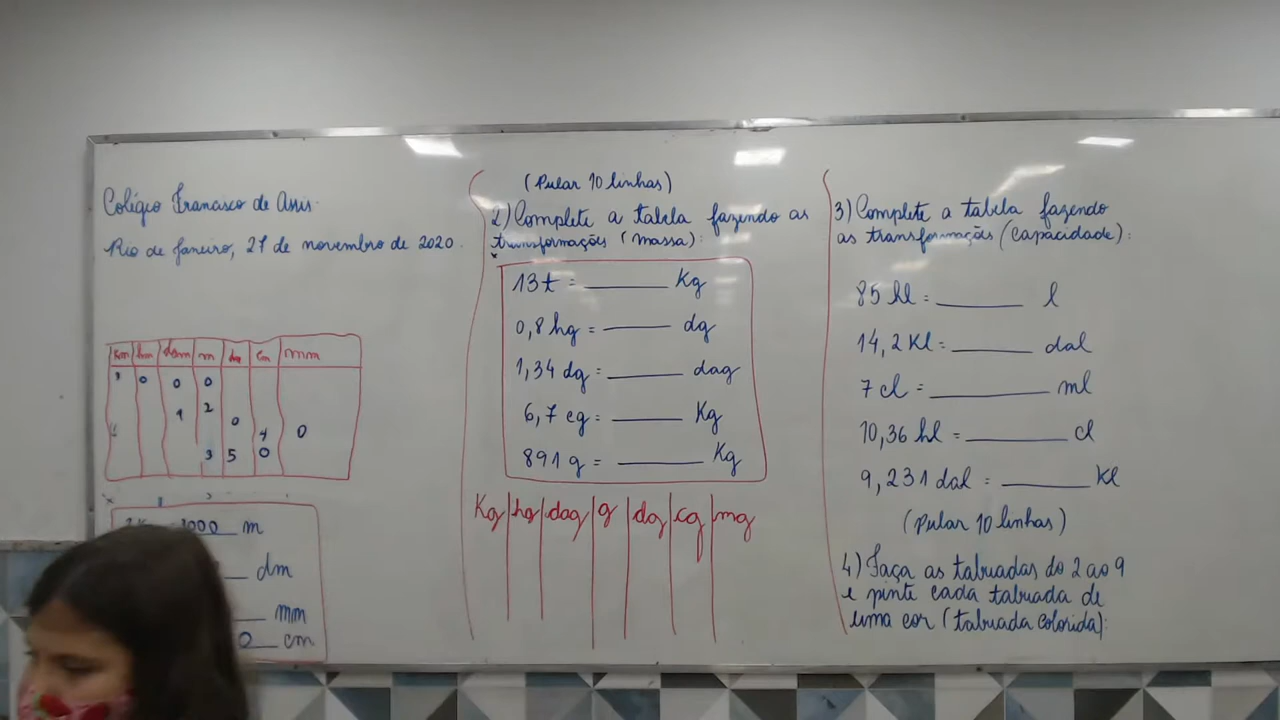 Colégio Francisco de Assis
Rio de Janeiro, 27 de novembro de 2020.
Km hm dam m dm cm mm
0 0 0
1 2
0
4 0
3 5 0
000 m
dm
mm
0 cm
(Pular 10 linhas)
2) Complete a tabela fazendo as
transformações (massa):
13t = ______ Kg
0,8 hg = ______ dg
1,34 dg = ______ dag
6,7 cg = ______ Kg
891 g = ______ Kg
Kg hg dag g dg cg mg
3) Complete a tabela fazendo
as transformações (capacidade):
85 hl = ______ l
14,2 Kl = ______ dal
7 cl = ______ ml
10,36 hl = ______ cl
9,231 dal = ______ Kl
(Pular 10 linhas)
4) Faça as tabuadas do 2 ao 9
e pinte cada tabuada de
uma cor (tabuada colorida):